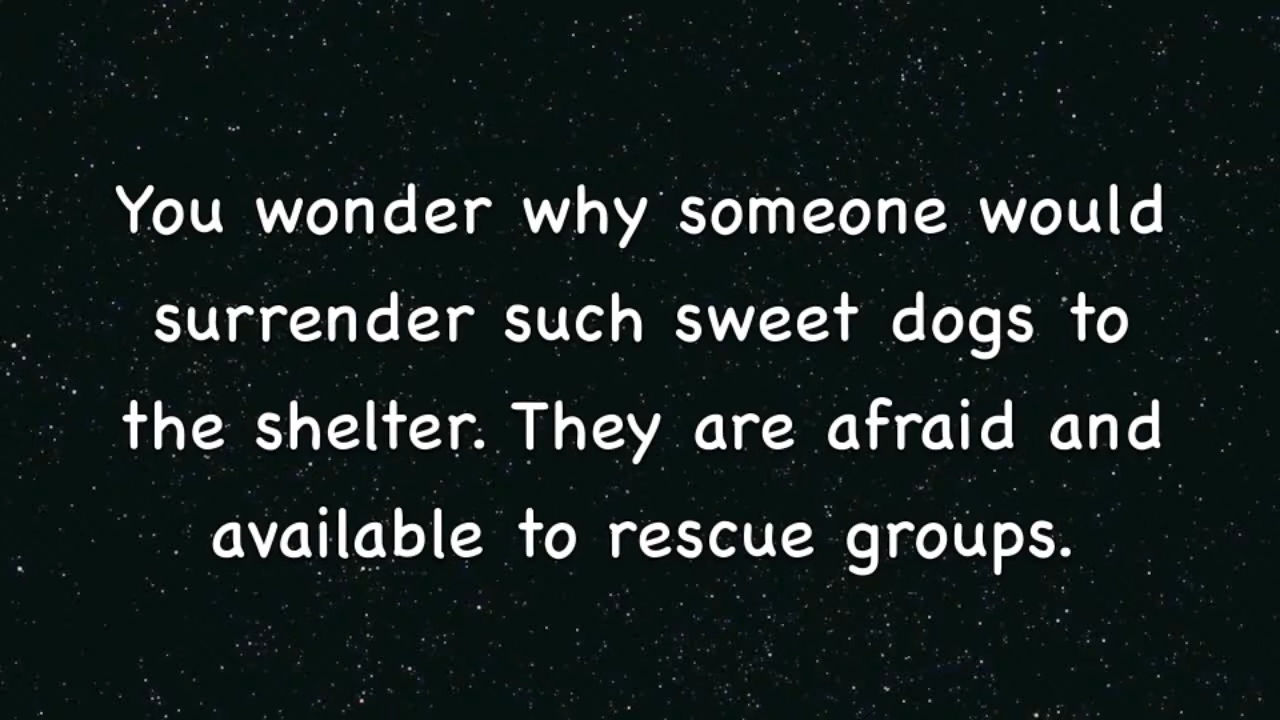 You wonder why someone would
surrender such sweet dogs to
the shelter. They are afraid and
available to rescue groups.